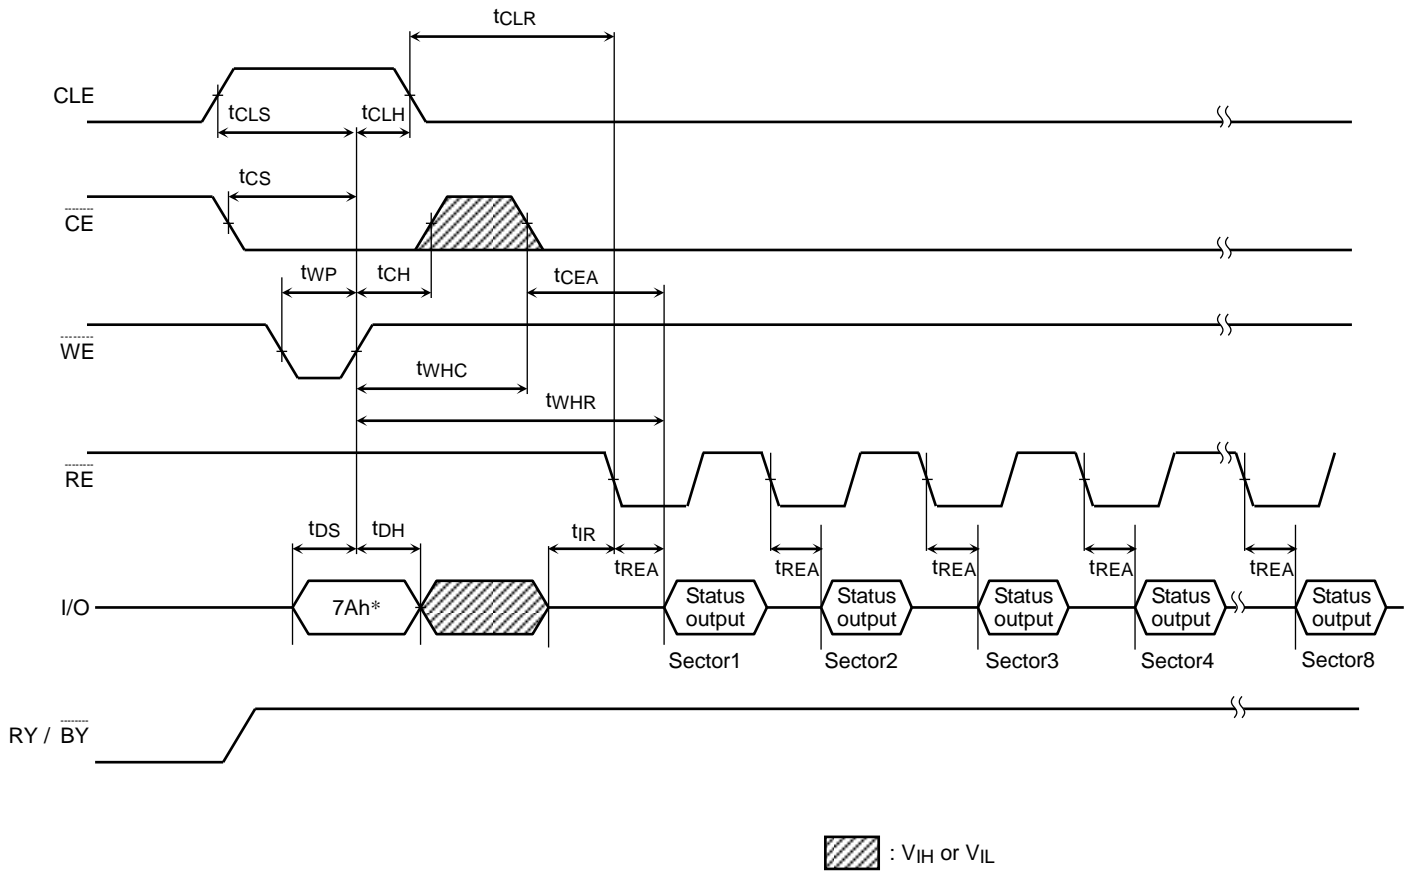 tCLR
CLE
tCLS
tCLH
tCS
CE
tWP
tCH
tCEA
WE
tWHC
tWHR
RE
tDS
tDH
tIR
tREA
tREA
tREA
tREA
tREA
I/O
7Ah*
Status output
Status output
Status output
Status output
Status output
Sector1
Sector2
Sector3
Sector4
Sector8
RY / BY
: VIH or VIL